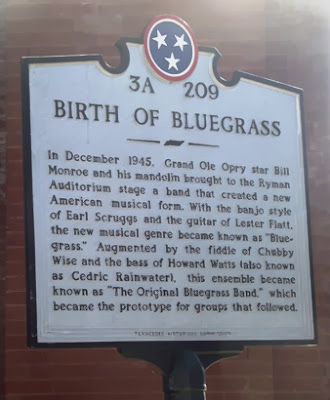 3A 209
BIRTH OF BLUEGRASS
In December 1945, Grand Ole Opry star Bill
Monroe and his mandolin brought to the Ryman
Auditorium stage a band that created a new
American musical form. With the banjo style
of Earl Scruggs and the guitar of Lester Flatt,
the new musical genre became known as "Blue-
grass." Augmented by the fiddle of Chubby
Wise and the bass of Howard Watts (also known
as Cedric Rainwater), this ensemble became
known as "The Original Bluegrass Band," which
became the prototype for groups that followed.
TENNESSEE HISTORICAL COMMISSION